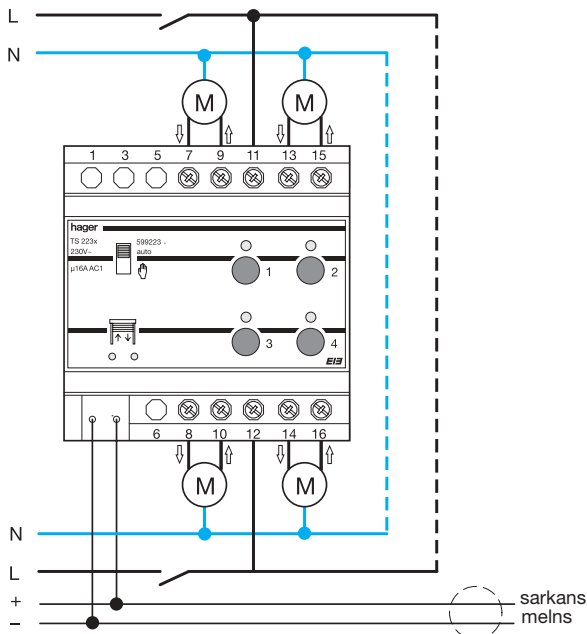 L
N
M M
1 3 5 7 9 11 13 15
hager
TS 223x 599223 -
230V~ auto
µ16A AC1
1 2
3 4
EIB
6 8 10 12 14 16
M M
N
L
+ sarkans
– melns